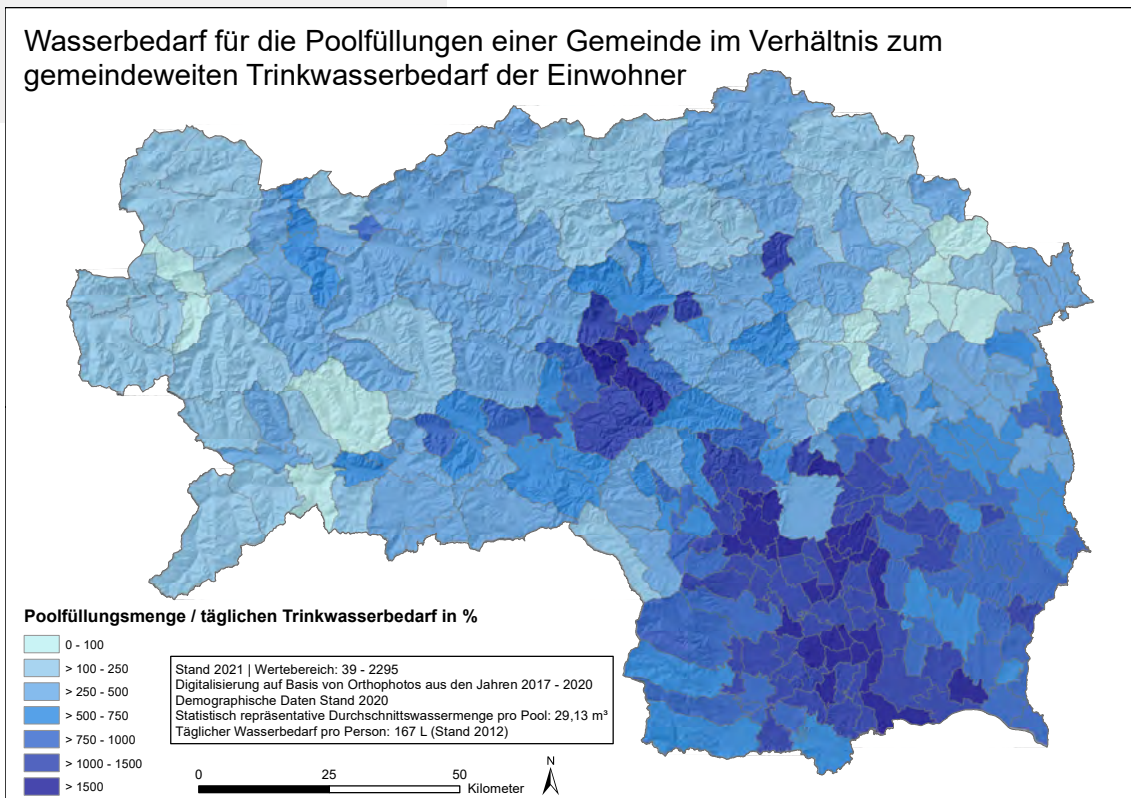 Wasserbedarf für die Poolfüllungen einer Gemeinde im Verhältnis zum
gemeindeweiten Trinkwasserbedarf der Einwohner
Poolfüllungsmenge / täglichen Trinkwasserbedarf in %
0 - 100
> 100 - 250
> 250 - 500
> 500 - 750
> 750 - 1000
> 1000 - 1500
> 1500
Stand 2021 | Wertebereich: 39 - 2295
Digitalisierung auf Basis von Orthophotos aus den Jahren 2017 - 2020
Demographische Daten Stand 2020
Statistisch repräsentative Durchschnittswassermenge pro Pool: 29,13 m³
Täglicher Wasserbedarf pro Person: 167 L (Stand 2012)
0 25 50
Kilometer
N